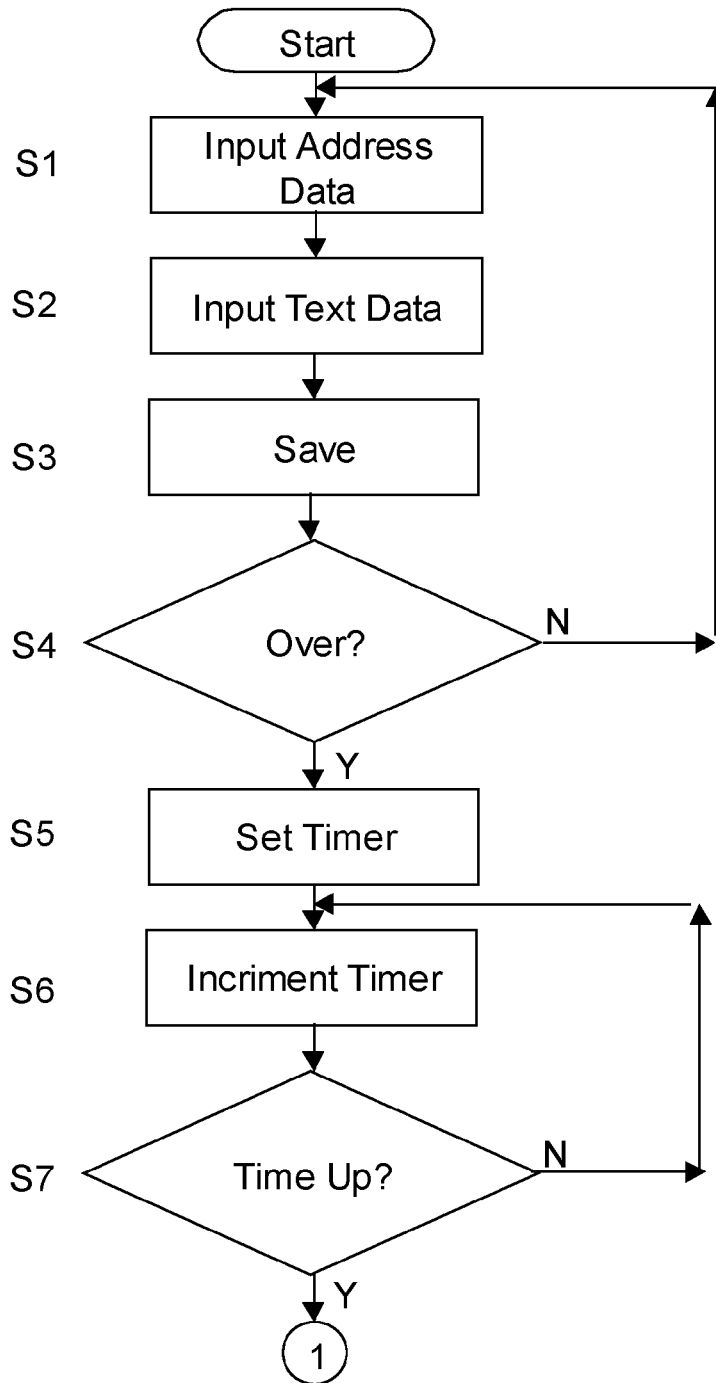 Start
S1
Input Address
Data
S2
Input Text Data
S3
Save
S4
Over?
N
Y
S5
Set Timer
S6
Incriment Timer
S7
Time Up?
N
Y
1